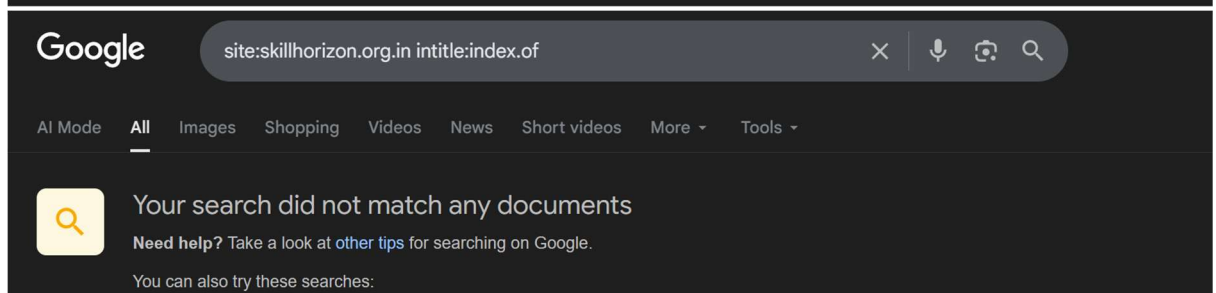 Google
site:skillhorizon.org.in intitle:index.of
AI Mode All Images Shopping Videos News Short videos More Tools
Your search did not match any documents
Need help? Take a look at other tips for searching on Google.
You can also try these searches: